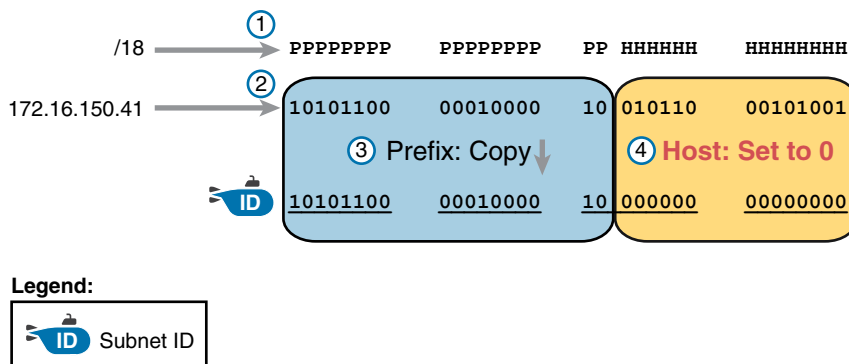 1
/18 PPPPPPPP PPPPPPPP PP HHHHHH HHHHHHHH
2
172.16.150.41 10101100 00010000 10 010110 00101001
3 Prefix: Copy 4 Host: Set to 0
ID 10101100 00010000 10 000000 00000000
Legend:
ID Subnet ID